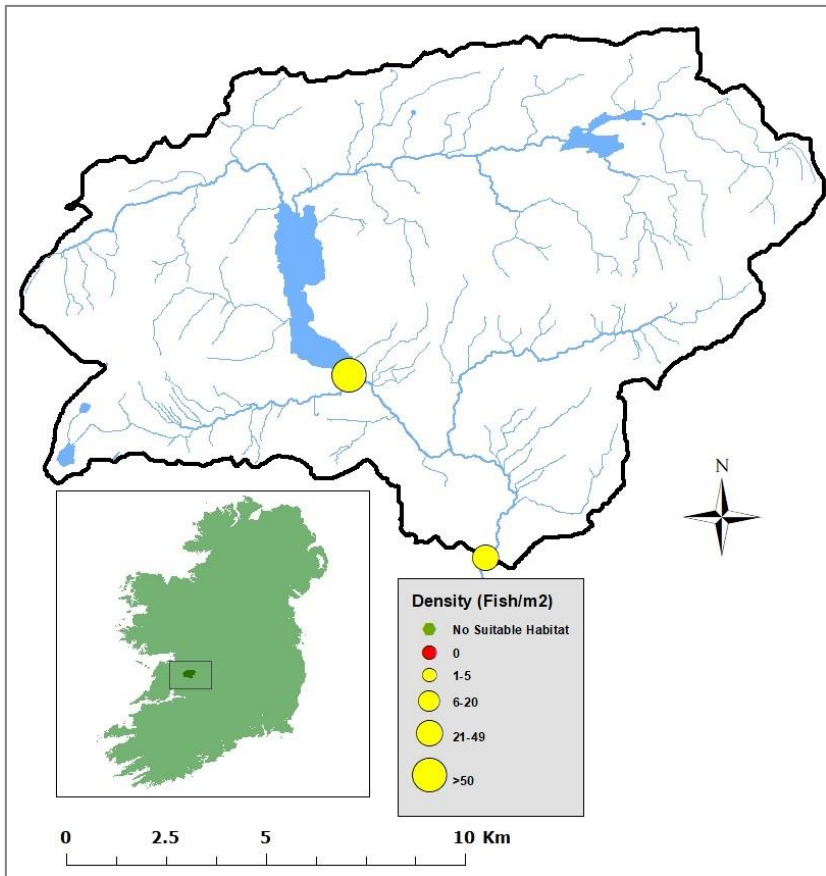 N
Density (Fish/m2)
No Suitable Habitat
0
1-5
6-20
21-49
>50
0 2.5 5 10 Km